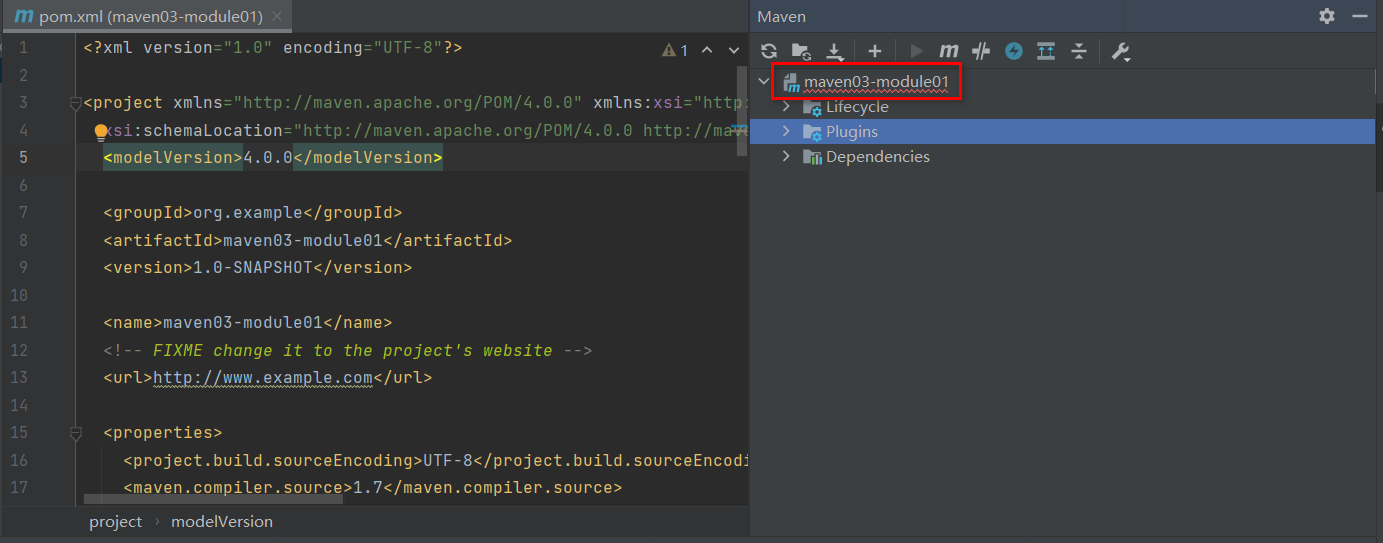 pom.xml (maven03-module01)
Maven
1
maven03-module01
Lifecycle
Plugins
Dependencies
1 <?xml version="1.0" encoding="UTF-8"?>
2
3 <project xmlns="http://maven.apache.org/POM/4.0.0" xmlns:xsi="http:
4 xsi:schemaLocation="http://maven.apache.org/POM/4.0.0 http://mav
5 <modelVersion>4.0.0</modelVersion>
6
7 <groupId>org.example</groupId>
8 <artifactId>maven03-module01</artifactId>
9 <version>1.0-SNAPSHOT</version>
10
11 <name>maven03-module01</name>
12 <!-- FIXME change it to the project's website -->
13 <url>http://www.example.com</url>
14
15 <properties>
16 <project.build.sourceEncoding>UTF-8</project.build.sourceEncodi
17 <maven.compiler.source>1.7</maven.compiler.source>
project › modelVersion